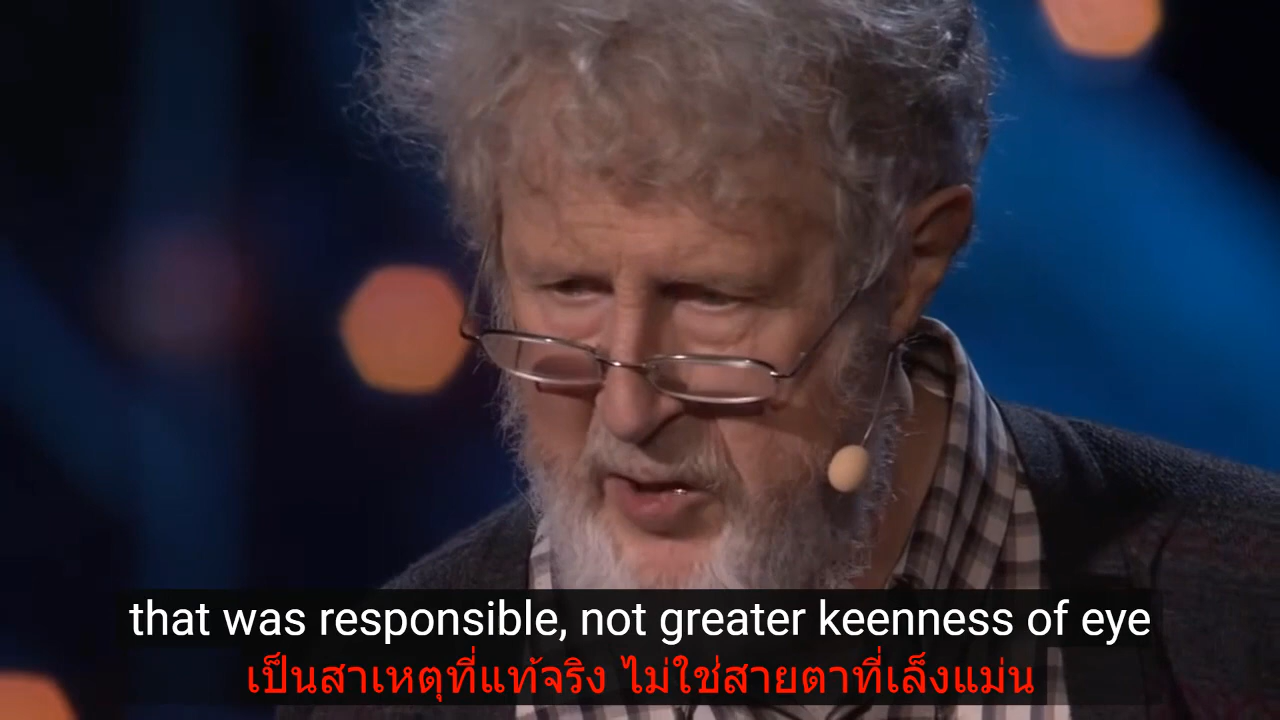 that was responsible, not greater keenness of eye
เป็นสาเหตุที่แท้จริง ไม่ใช่สายตาที่เล็งแม่น